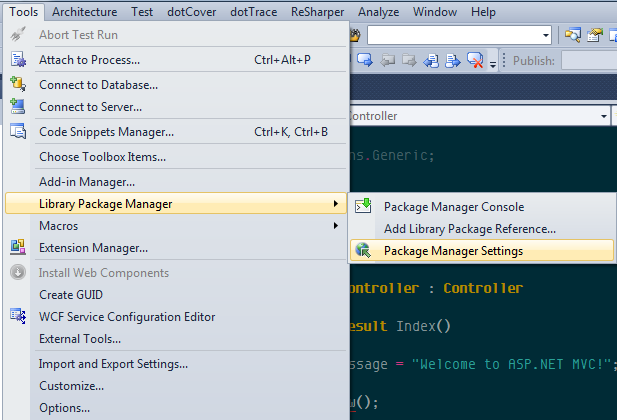 Tools Architecture Test dotCover dotTrace ReSharper Analyze Window Help
Abort Test Run
Attach to Process... Ctrl+Alt+P
Publish:
Connect to Database...
Connect to Server...
Controller
Code Snippets Manager... Ctrl+K, Ctrl+B
Choose Toolbox Items...
ns.Generic;
Add-in Manager...
Library Package Manager
Package Manager Console
Macros
Add Library Package Reference...
Extension Manager...
Package Manager Settings
Install Web Components
Create GUID
ontroller : Controller
WCF Service Configuration Editor
esult Index()
External Tools...
Import and Export Settings...
ssage = "Welcome to ASP.NET MVC!";
Customize...
Options...
w();